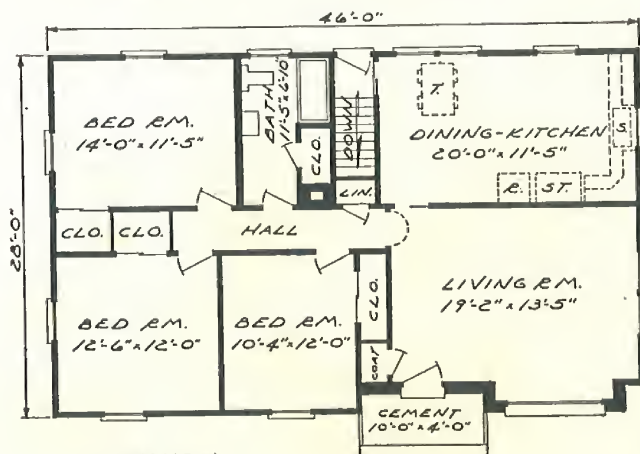 46'-0"
28'-0"
BED RM.
14'-0" x 11'-5"
BATH
11'-5" x 6'-10"
CLO.
DOWN
LIN.
T.
DINING-KITCHEN
20'-0" x 11'-5"
S.
R.
ST.
CLO.
CLO.
HALL
BED RM.
12'-6" x 12'-0"
BED RM.
10'-4" x 12'-0"
CLO.
COAT
LIVING RM.
19'-2" x 13'-5"
CEMENT
10'-0" x 4'-0"